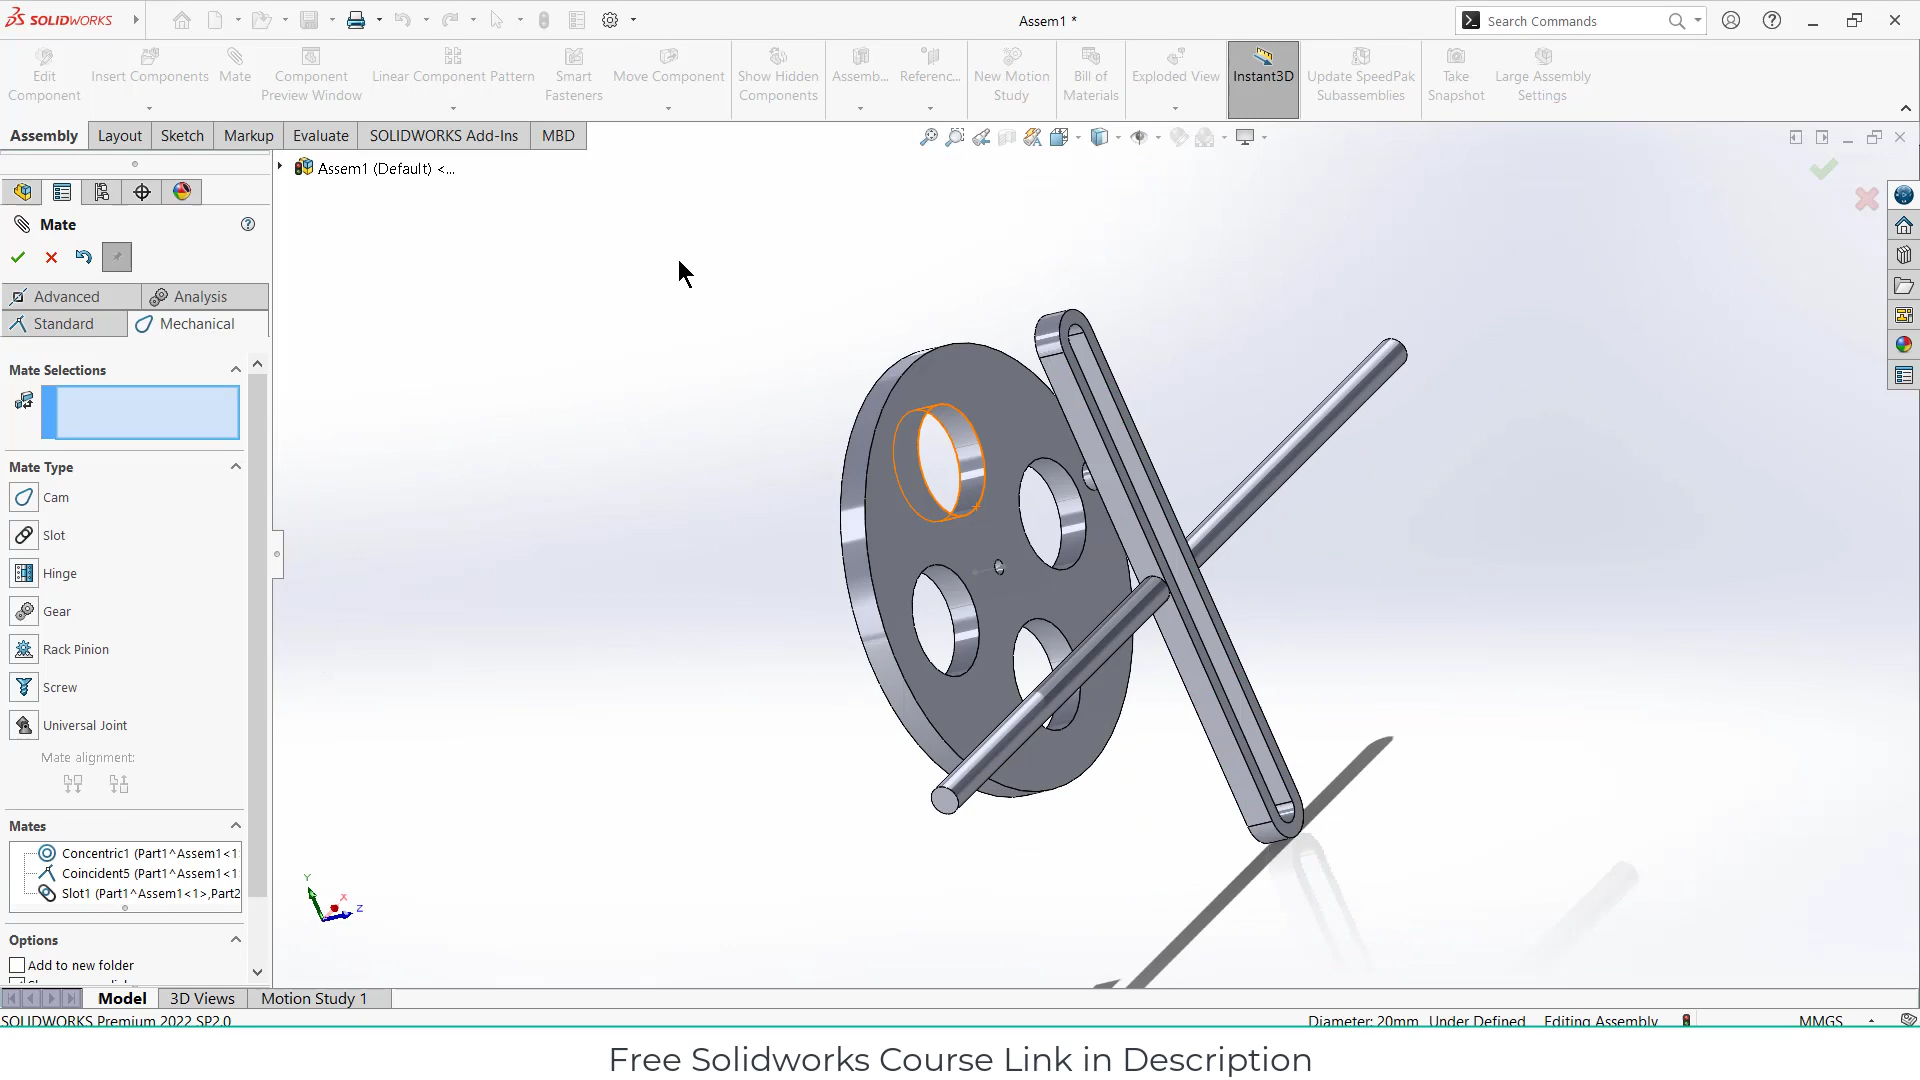 SOLIDWORKS
Assem1 *
Search Commands
Edit Component
Insert Components
Mate
Component Preview Window
Linear Component Pattern
Smart Fasteners
Move Component
Show Hidden Components
Assemb...
Referenc...
New Motion Study
Bill of Materials
Exploded View
Instant3D
Update SpeedPak Subassemblies
Take Snapshot
Large Assembly Settings
Assembly
Layout
Sketch
Markup
Evaluate
SOLIDWORKS Add-Ins
MBD
Assem1 (Default) <...
Mate
Advanced
Analysis
Standard
Mechanical
Mate Selections
Mate Type
Cam
Slot
Hinge
Gear
Rack Pinion
Screw
Universal Joint
Mate alignment:
Mates
Concentric1 (Part1^Assem1<1
Coincident5 (Part1^Assem1<1
Slot1 (Part1^Assem1<1>,Part2
Options
Add to new folder
Y
X
Z
Model
3D Views
Motion Study 1
SOLIDWORKS Premium 2022 SP2.0
Diameter: 20mm
Under Defined
Editing Assembly
MMGS
Free Solidworks Course Link in Description